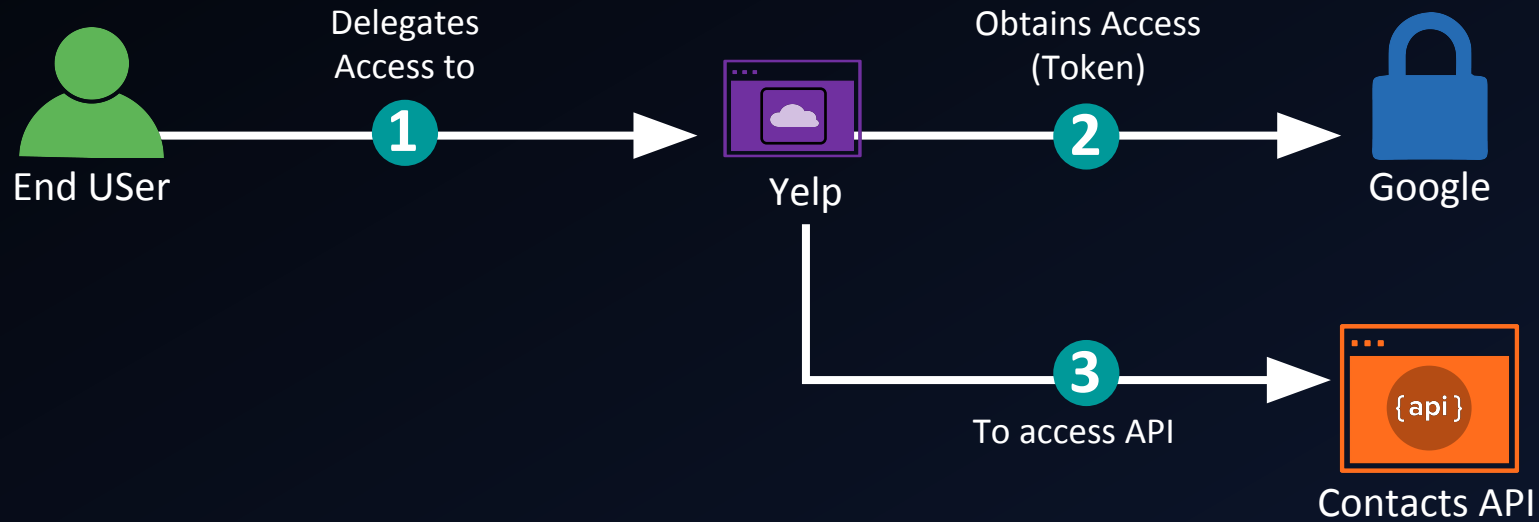 Delegates
Access to
Obtains Access
(Token)
1
2
End USer
Yelp
Google
3
{api}
To access API
Contacts API